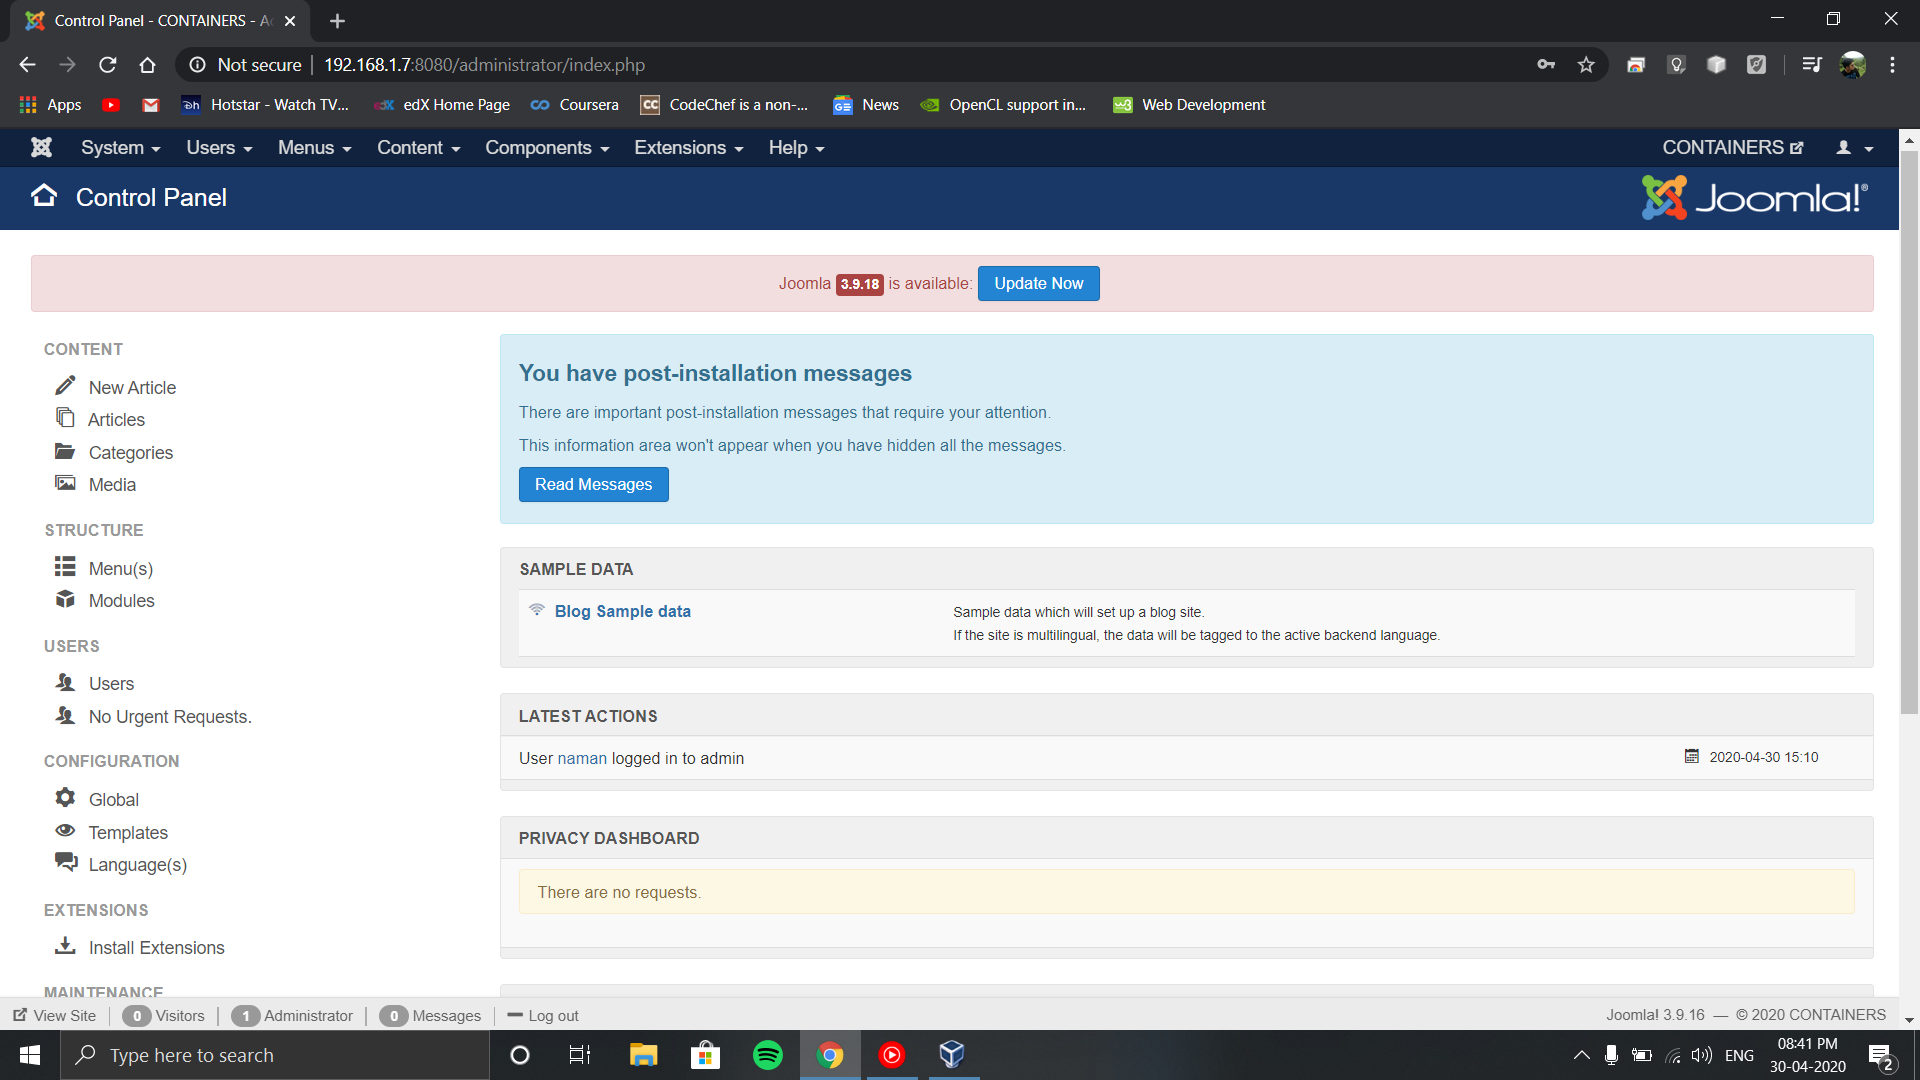 Control Panel - CONTAINERS - Ac
Not secure | 192.168.1.7:8080/administrator/index.php
Apps Hotstar - Watch TV... edX Home Page Coursera CodeChef is a non-... News OpenCL support in... Web Development
System Users Menus Content Components Extensions Help CONTAINERS
Control Panel Joomla!®
Joomla 3.9.18 is available: Update Now
CONTENT
New Article
Articles
Categories
Media
STRUCTURE
Menu(s)
Modules
USERS
Users
No Urgent Requests.
CONFIGURATION
Global
Templates
Language(s)
EXTENSIONS
Install Extensions
MAINTENANCE
You have post-installation messages
There are important post-installation messages that require your attention.
This information area won't appear when you have hidden all the messages.
Read Messages
SAMPLE DATA
Blog Sample data
Sample data which will set up a blog site.
If the site is multilingual, the data will be tagged to the active backend language.
LATEST ACTIONS
User naman logged in to admin 2020-04-30 15:10
PRIVACY DASHBOARD
There are no requests.
View Site 0 Visitors 1 Administrator 0 Messages Log out Joomla! 3.9.16 — © 2020 CONTAINERS
Type here to search
ENG
08:41 PM
30-04-2020
2